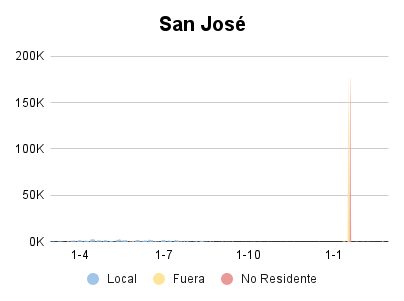 San José
200K
150K
100K
50K
0K
1-4 1-7 1-10 1-1
Local Fuera No Residente